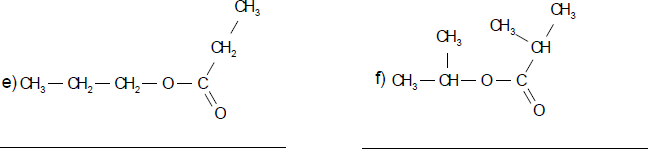 e) CH3 — CH2 — CH2 — O — C
CH2
CH3
O
f) CH3 — CH — O — C
CH3
CH
CH3
CH3
O